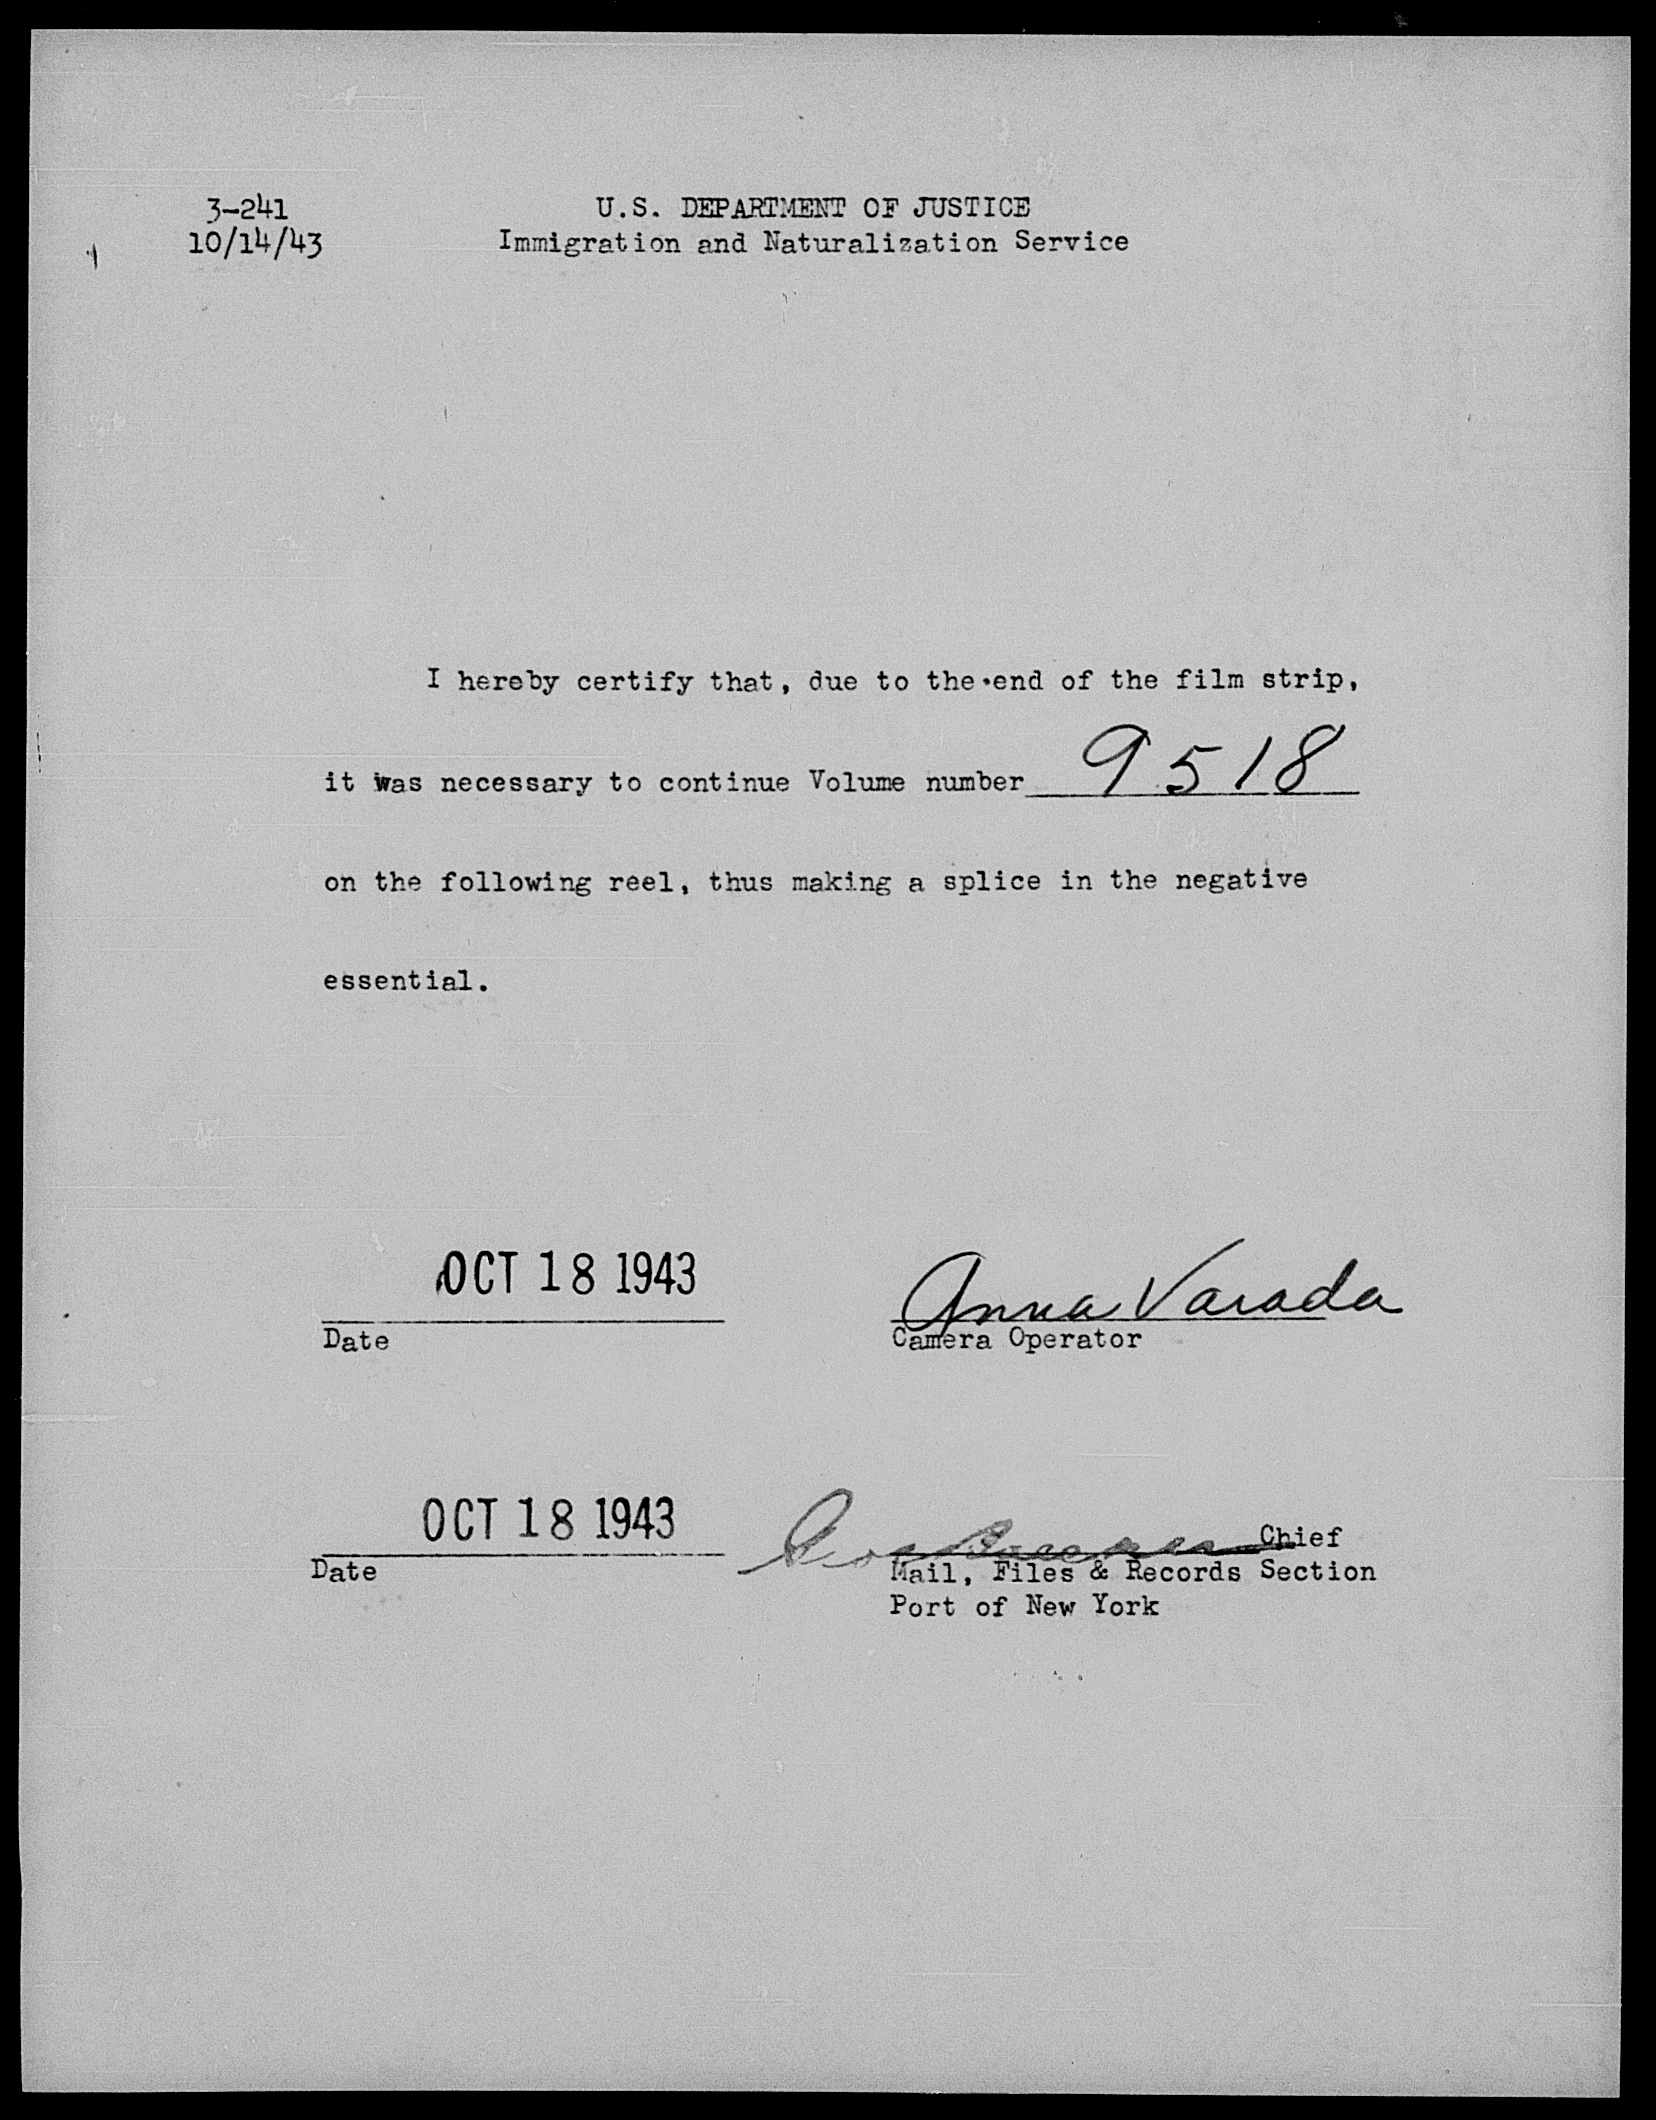 3-241
10/14/43
U.S. DEPARTMENT OF JUSTICE
Immigration and Naturalization Service
I hereby certify that, due to the end of the film strip,
it was necessary to continue Volume number 9518
on the following reel, thus making a splice in the negative
essential.
OCT 18 1943
Anna Varada
Date
Camera Operator
OCT 18 1943
Chief
Date
Mail, Files & Records Section
Port of New York